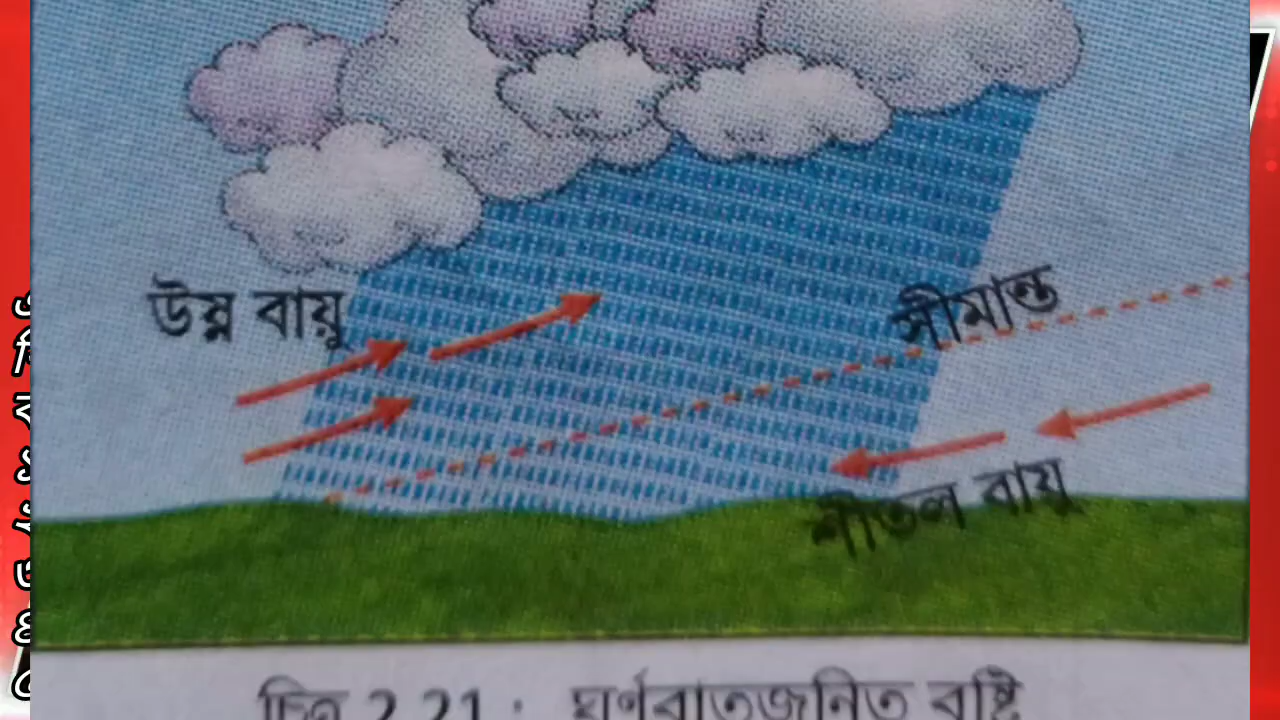 উষ্ণ বায়ু
সীমান্ত
শীতল বায়ু
চিত্র 2.21 : ঘূর্ণবাতজনিত বৃষ্টি